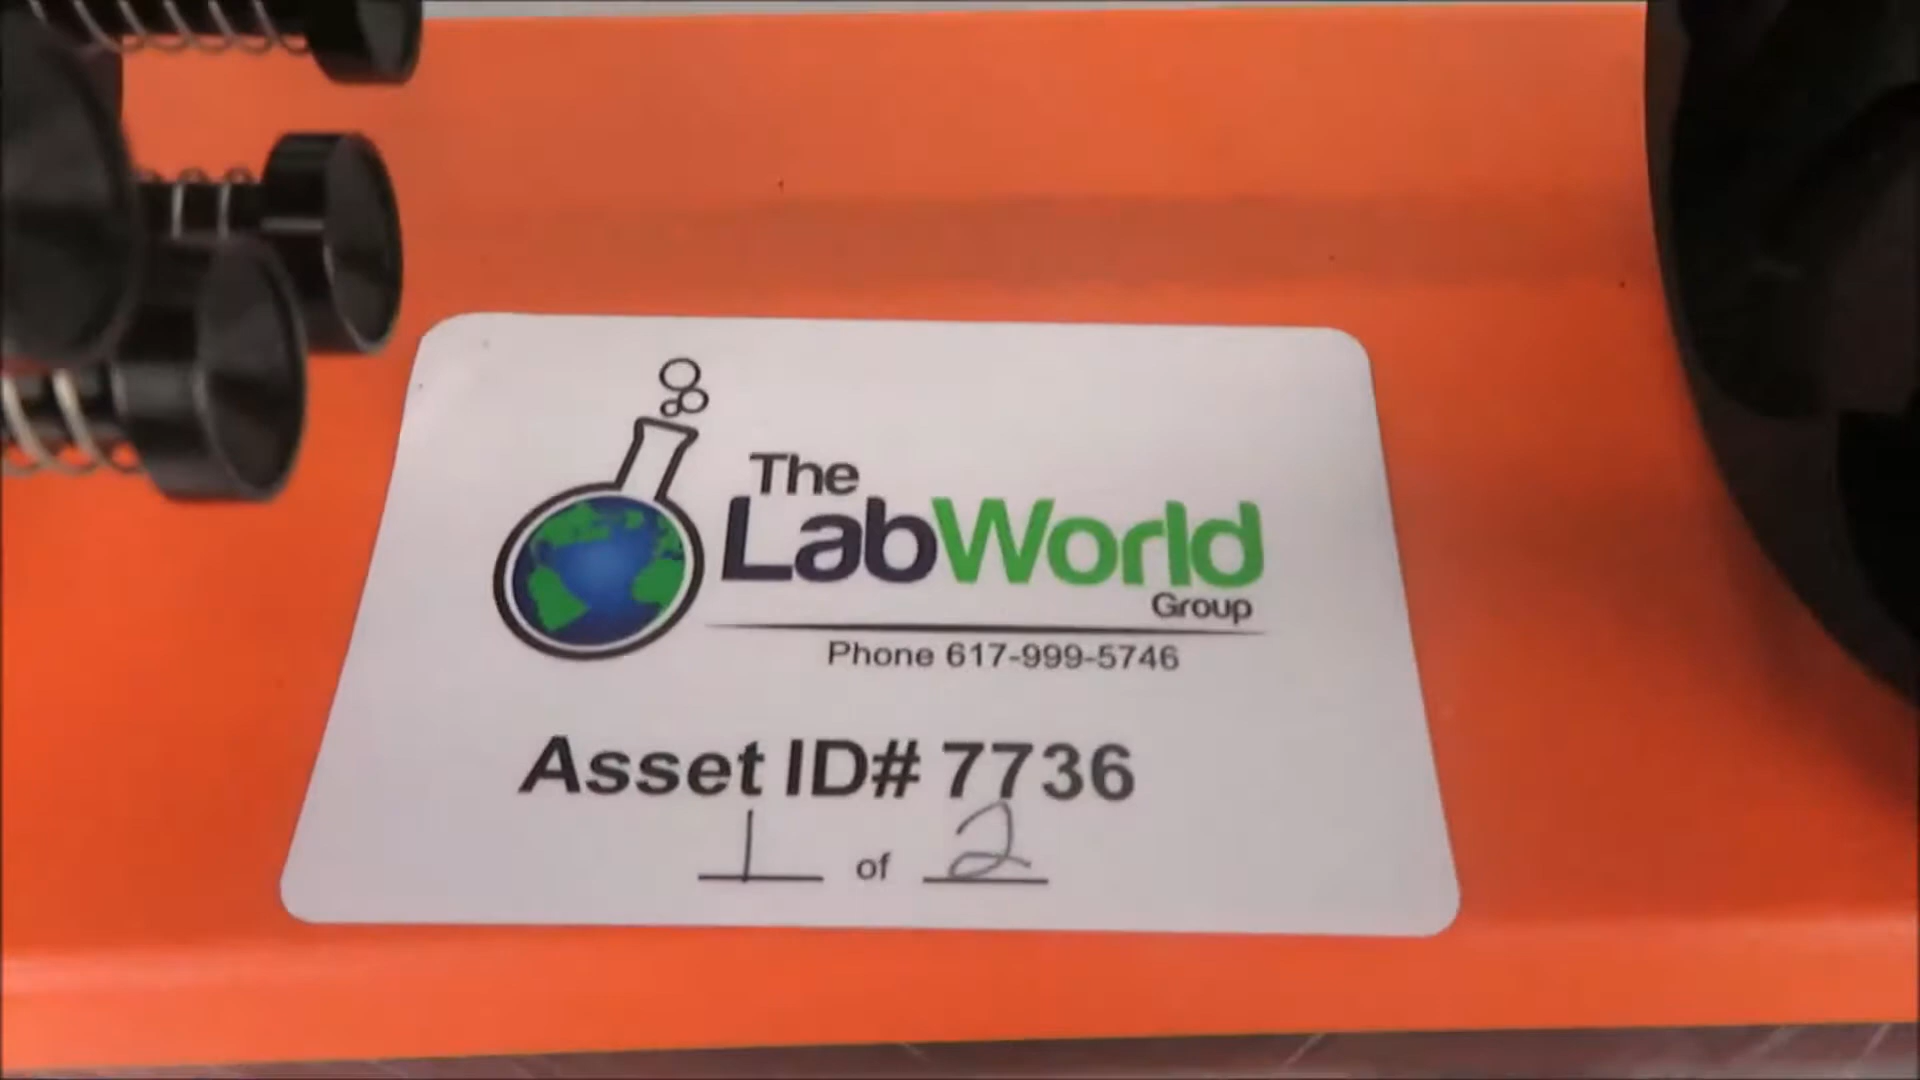 The
LabWorld
Group
Phone 617-999-5746
Asset ID# 7736
1 of 2